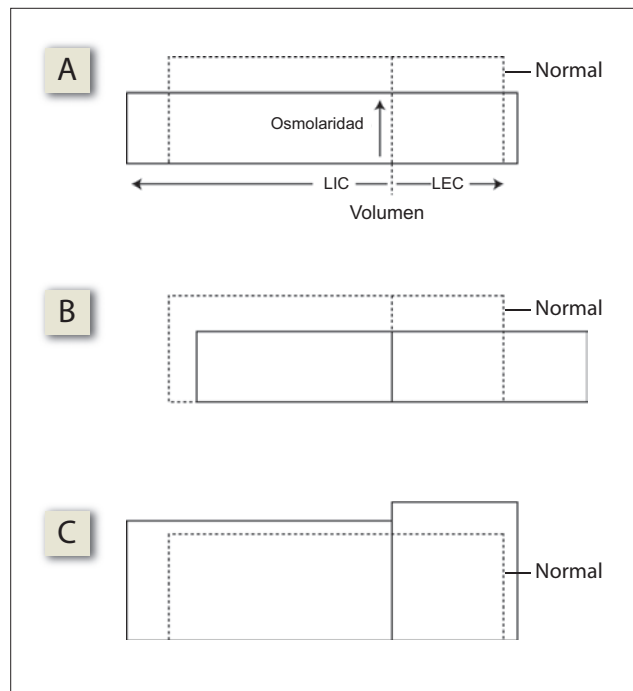 A
Normal
Osmolaridad
LIC LEC
Volumen
B
Normal
C
Normal